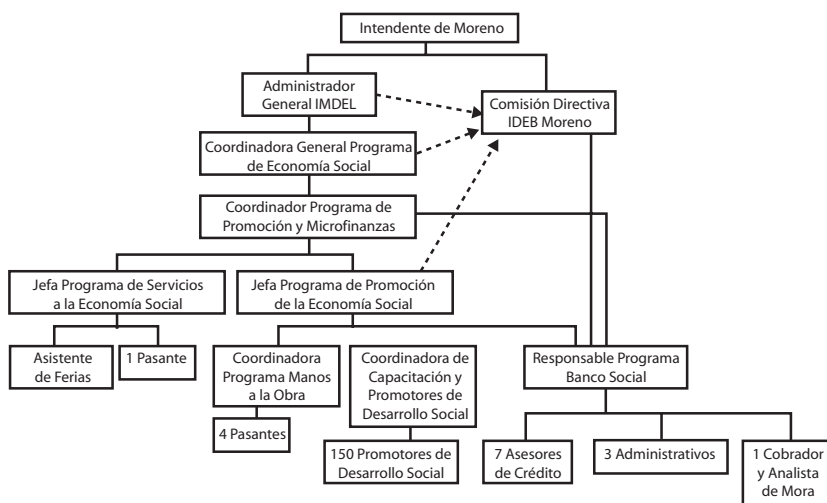 Intendente de Moreno
Administrador
General IMDEL
Comisión Directiva
IDEB Moreno
Coordinadora General Programa
de Economía Social
Coordinador Programa de
Promoción y Microfinanzas
Jefa Programa de Servicios
a la Economía Social
Jefa Programa de Promoción
de la Economía Social
Asistente
de Ferias
1 Pasante
Coordinadora
Programa Manos
a la Obra
Coordinadora de
Capacitación y
Promotores de
Desarrollo Social
Responsable Programa
Banco Social
4 Pasantes
150 Promotores de
Desarrollo Social
7 Asesores
de Crédito
3 Administrativos
1 Cobrador
y Analista
de Mora